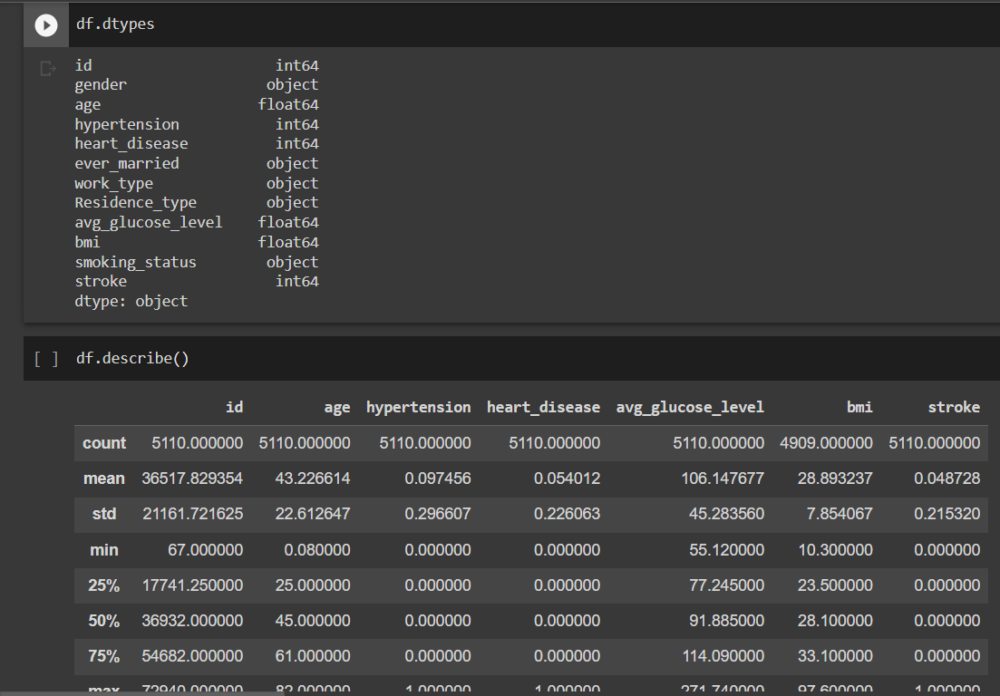 df.dtypes
id int64
gender object
age float64
hypertension int64
heart_disease int64
ever_married object
work_type object
Residence_type object
avg_glucose_level float64
bmi float64
smoking_status object
stroke int64
dtype: object
[ ] df.describe()
id age hypertension heart_disease avg_glucose_level bmi stroke
count 5110.000000 5110.000000 5110.000000 5110.000000 5110.000000 4909.000000 5110.000000
mean 36517.829354 43.226614 0.097456 0.054012 106.147677 28.893237 0.048728
std 21161.721625 22.612647 0.296607 0.226063 45.283560 7.854067 0.215320
min 67.000000 0.080000 0.000000 0.000000 55.120000 10.300000 0.000000
25% 17741.250000 25.000000 0.000000 0.000000 77.245000 23.500000 0.000000
50% 36932.000000 45.000000 0.000000 0.000000 91.885000 28.100000 0.000000
75% 54682.000000 61.000000 0.000000 0.000000 114.090000 33.100000 0.000000
max 72940.000000 82.000000 1.000000 1.000000 271.740000 97.600000 1.000000